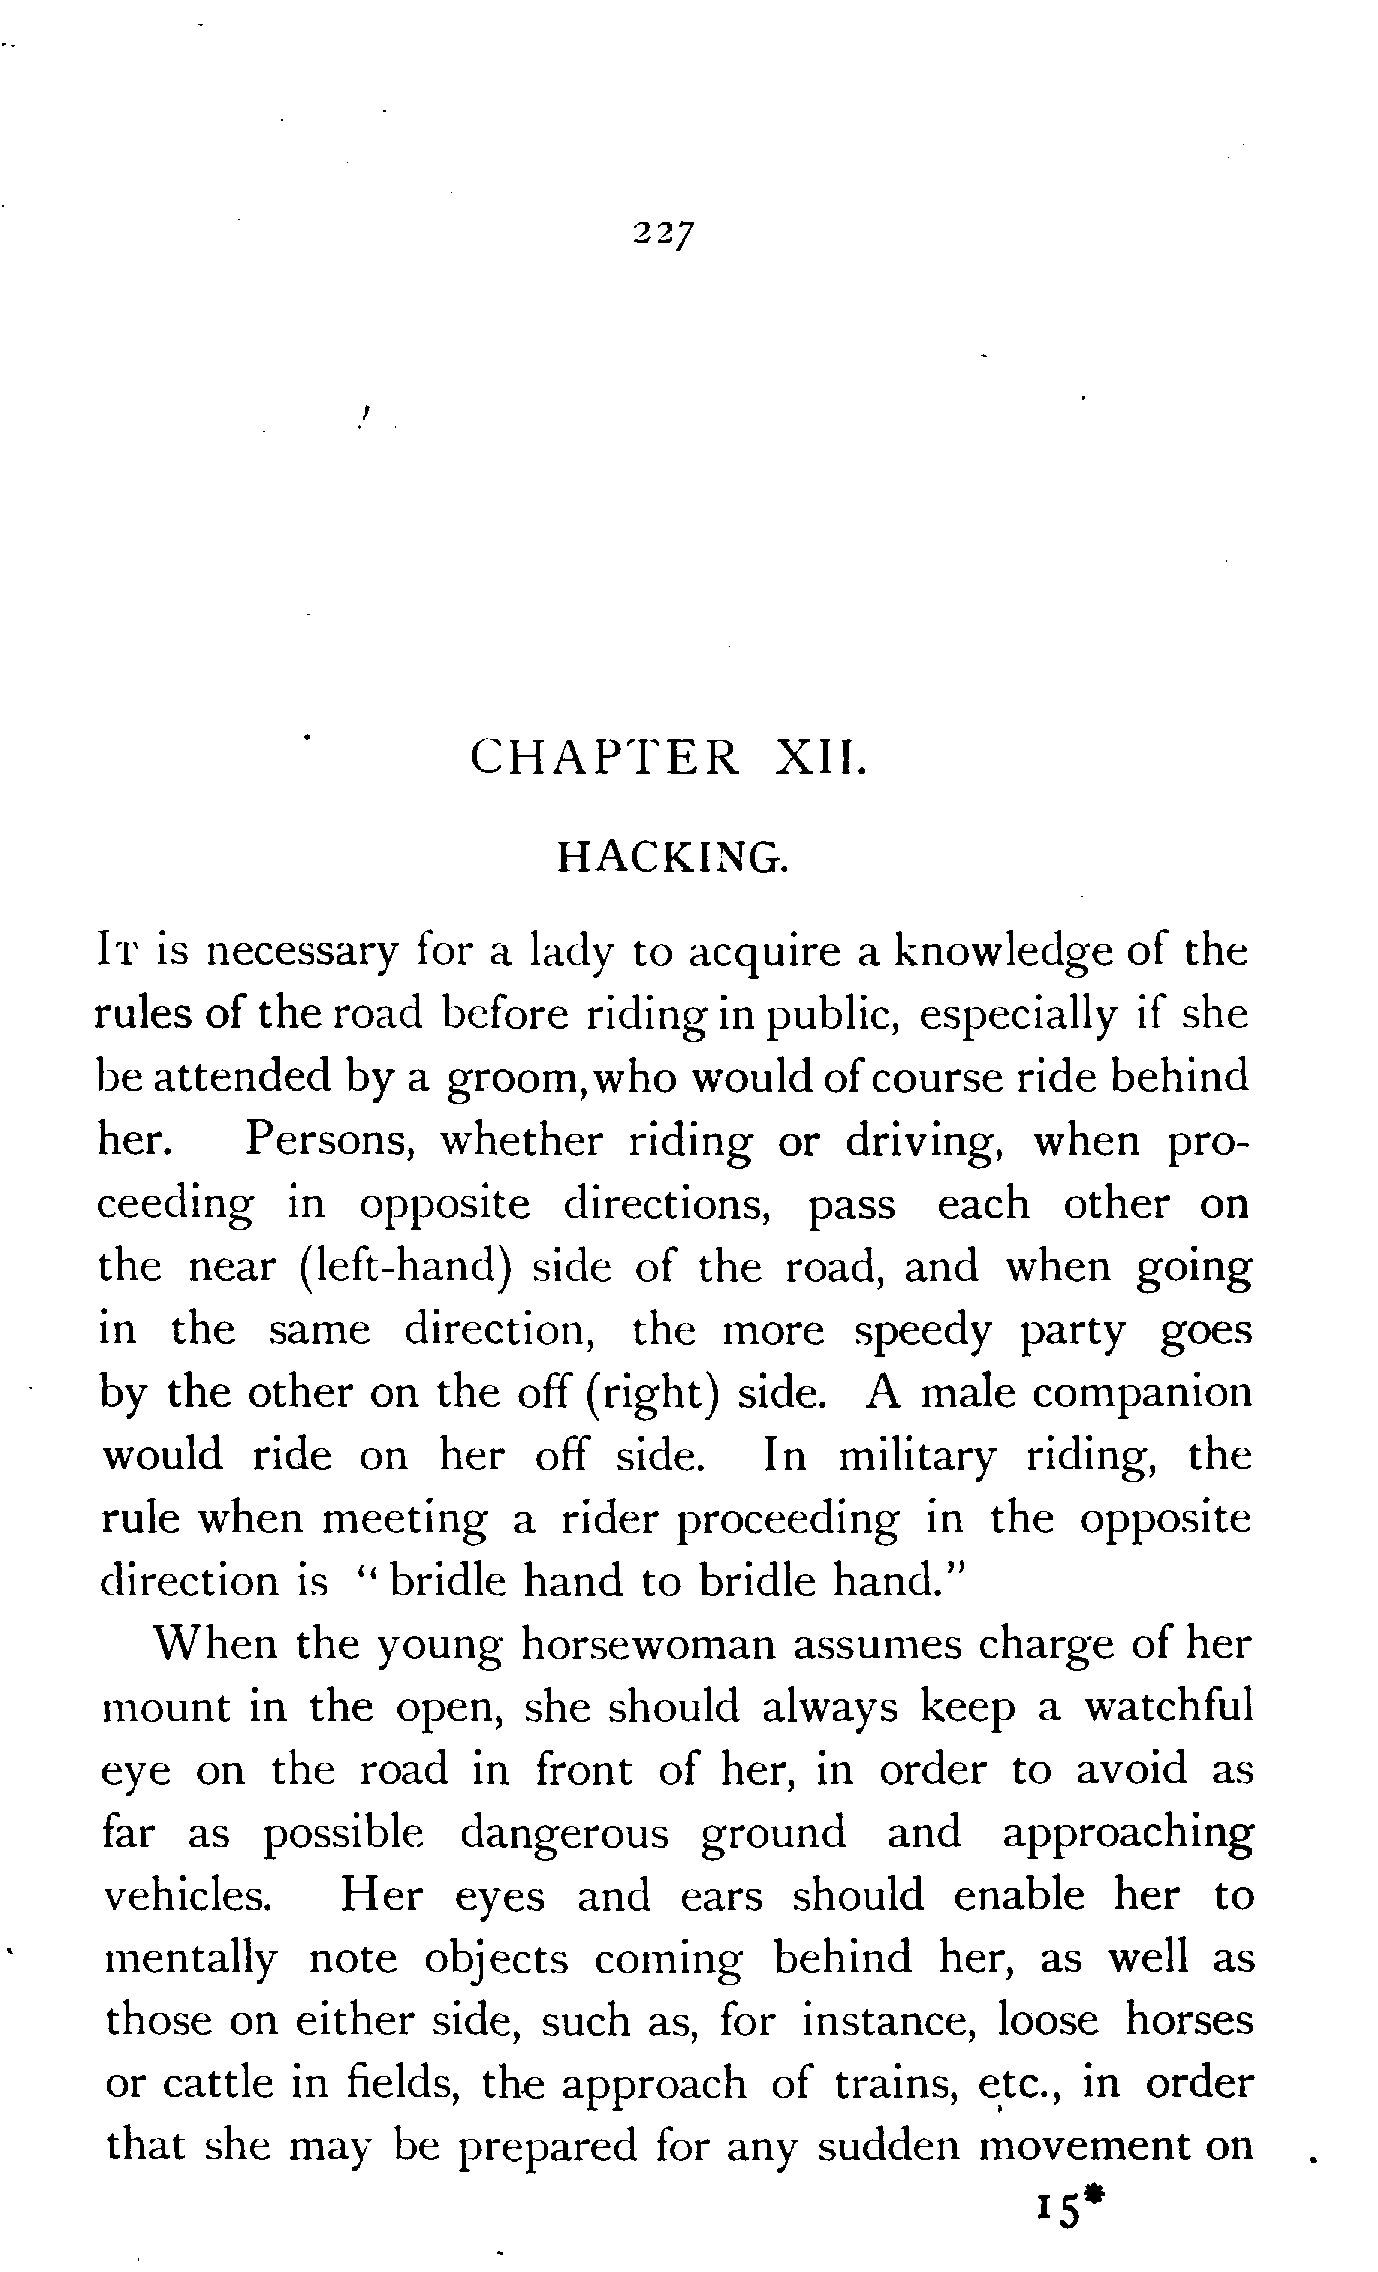 227
CHAPTER XII.
HACKING.
IT is necessary for a lady to acquire a knowledge of the
rules of the road before riding in public, especially if she
be attended by a groom, who would of course ride behind
her. Persons, whether riding or driving, when pro-
ceeding in opposite directions, pass each other on
the near (left-hand) side of the road, and when going
in the same direction, the more speedy party goes
by the other on the off (right) side. A male companion
would ride on her off side. In military riding, the
rule when meeting a rider proceeding in the opposite
direction is "bridle hand to bridle hand."
When the young horsewoman assumes charge of her
mount in the open, she should always keep a watchful
eye on the road in front of her, in order to avoid as
far as possible dangerous ground and approaching
vehicles. Her eyes and ears should enable her to
mentally note objects coming behind her, as well as
those on either side, such as, for instance, loose horses
or cattle in fields, the approach of trains, etc., in order
that she may be prepared for any sudden movement on
15*